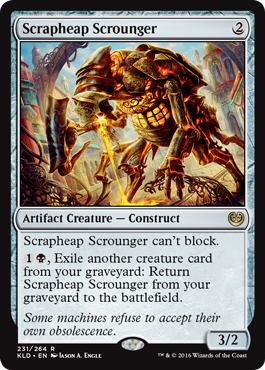 Scrapheap Scrounger 2
Artifact Creature — Construct
Scrapheap Scrounger can't block.
1, Exile another creature card
from your graveyard: Return
Scrapheap Scrounger from your
graveyard to the battlefield.
Some machines refuse to accept their
own obsolescence.
3/2
231/264 R
KLD • EN JASON A. ENGLE
™ & © 2016 Wizards of the Coast